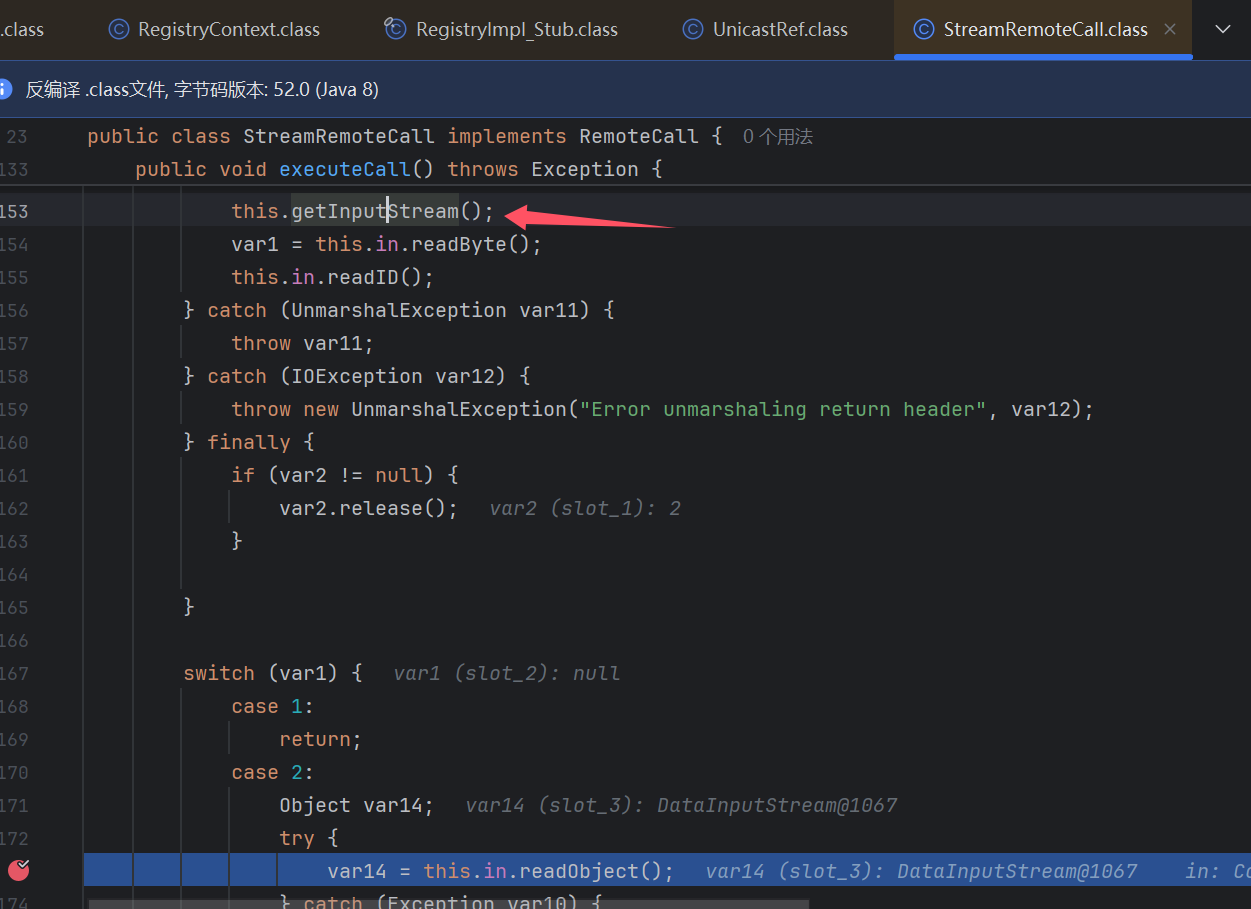 .class RegistryContext.class RegistryImpl_Stub.class UnicastRef.class StreamRemoteCall.class
反编译 .class文件, 字节码版本: 52.0 (Java 8)
23 public class StreamRemoteCall implements RemoteCall { 0 个用法
133 public void executeCall() throws Exception {
153 this.getInputStream();
154 var1 = this.in.readByte();
155 this.in.readID();
156 } catch (UnmarshalException var11) {
157 throw var11;
158 } catch (IOException var12) {
159 throw new UnmarshalException("Error unmarshaling return header", var12);
160 } finally {
161 if (var2 != null) {
162 var2.release(); var2 (slot_1): 2
163 }
164
165 }
166
167 switch (var1) { var1 (slot_2): null
168 case 1:
169 return;
170 case 2:
171 Object var14; var14 (slot_3): DataInputStream@1067
172 try {
var14 = this.in.readObject(); var14 (slot_3): DataInputStream@1067 in:
174 } catch (Exception var10) {